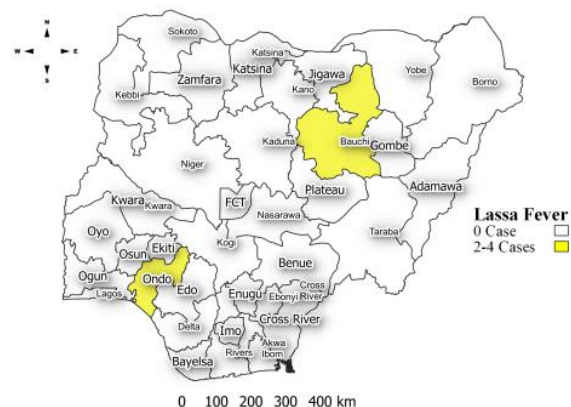 N
W E
S
Sokoto
Katsina
Zamfara Katsina Jigawa Yobe
Borno
Kebbi Kano
Kaduna Bauchi Gombe
Niger
Adamawa
Plateau
Kwara FCT
Kwara Nasarawa
Taraba
Oyo
Kogi
Osun Ekiti
Benue
Ogun Ondo Edo
Lagos
Enugu Ebonyi Cross
River
Delta Cross River
Imo
Akwa
Ibom
Bayelsa Rivers
Lassa Fever
0 Case
2-4 Cases
0 100 200 300 400 km